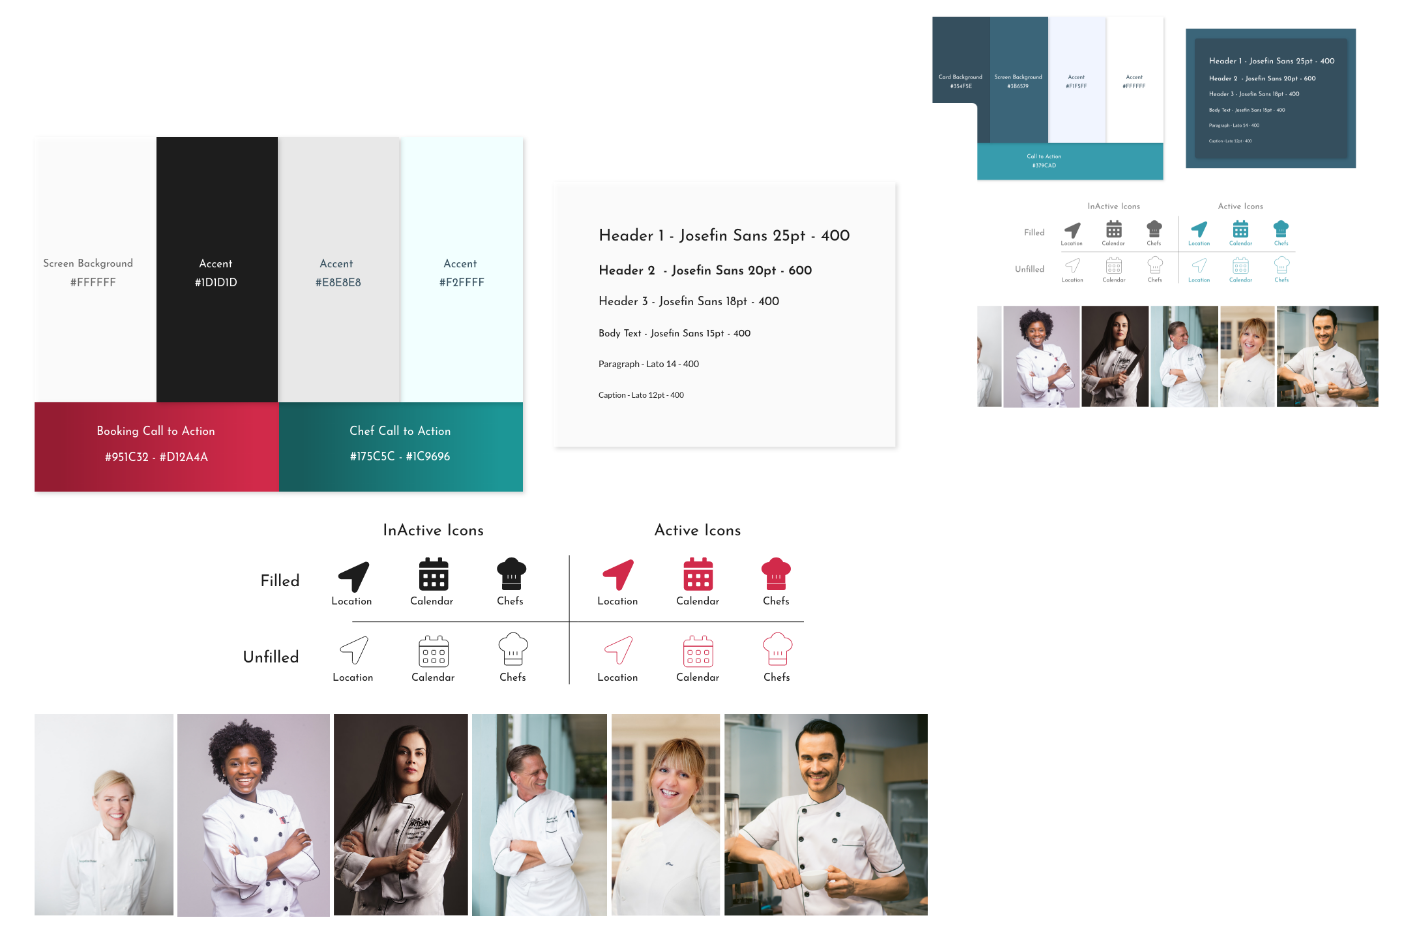 Screen Background
#FFFFFF
Accent
#1D1D1D
Accent
#E8E8E8
Accent
#F2FFFF
Booking Call to Action
#951C32 - #D12A4A
Chef Call to Action
#175C5C - #1C9696
Header 1 - Josefin Sans 25pt - 400
Header 2 - Josefin Sans 20pt - 600
Header 3 - Josefin Sans 18pt - 400
Body Text - Josefin Sans 15pt - 400
Paragraph - Lato 14 - 400
Caption - Lato 12pt - 400
InActive Icons
Active Icons
Filled
Location
Calendar
Chefs
Location
Calendar
Chefs
Unfilled
Location
Calendar
Chefs
Location
Calendar
Chefs
Card Background
Screen Background
Accent
#F1F5FF
Accent
#FFFFFF
Call to Action
#379CAD
Header 1 - Josefin Sans 25pt - 400
Header 2 - Josefin Sans 20pt - 600
Header 3 - Josefin Sans 18pt - 400
Body Text - Josefin Sans 15pt - 400
Paragraph - Lato 14 - 400
Caption - Lato 12pt - 400
InActive Icons
Active Icons
Filled
Location
Calendar
Chefs
Location
Calendar
Chefs
Unfilled
Location
Calendar
Chefs
Location
Calendar
Chefs